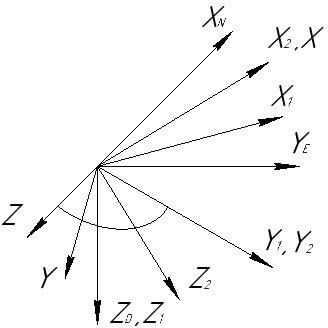 X_N
X_2, X
X_1
Y_E
Z
Y
Z_2
Y_1, Y_2
Z_D, Z_1